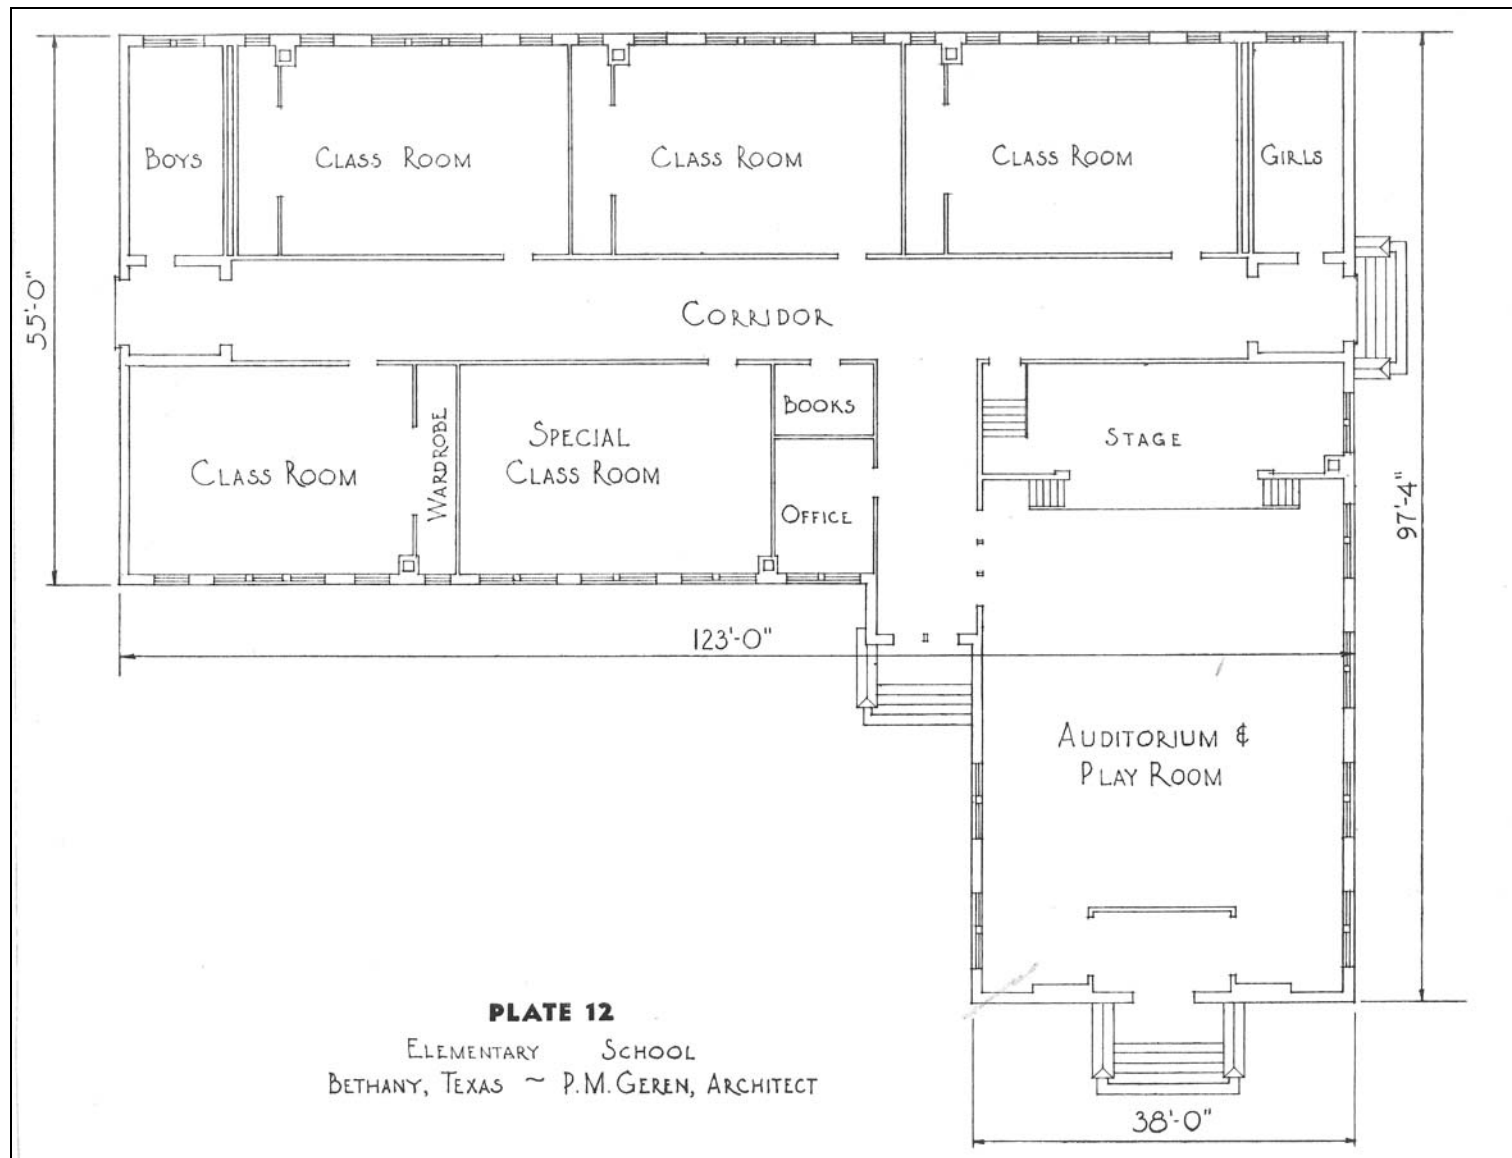 BOYS
CLASS ROOM
CLASS ROOM
CLASS ROOM
GIRLS
55'-0"
CORRIDOR
BOOKS
STAGE
WARDROBE
SPECIAL
CLASS ROOM
CLASS ROOM
OFFICE
97'-4"
123'-0"
AUDITORIUM &
PLAY ROOM
PLATE 12
ELEMENTARY SCHOOL
BETHANY, TEXAS ~ P.M. GEREN, ARCHITECT
38'-0"